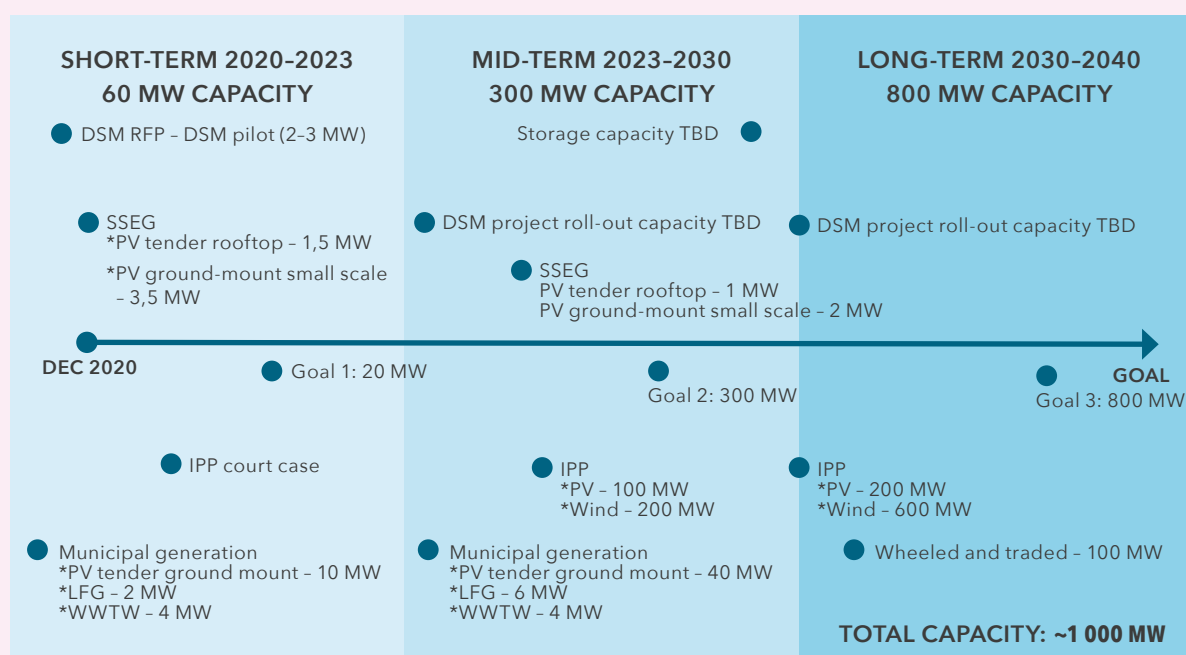 SHORT-TERM 2020–2023
60 MW CAPACITY
DSM RFP – DSM pilot (2–3 MW)
SSEG
*PV tender rooftop – 1,5 MW
*PV ground-mount small scale
– 3,5 MW
MID-TERM 2023–2030
300 MW CAPACITY
Storage capacity TBD
DSM project roll-out capacity TBD
SSEG
PV tender rooftop – 1 MW
PV ground-mount small scale – 2 MW
LONG-TERM 2030–2040
800 MW CAPACITY
DSM project roll-out capacity TBD
DEC 2020
Goal 1: 20 MW
Goal 2: 300 MW
GOAL
Goal 3: 800 MW
IPP court case
Municipal generation
*PV tender ground mount – 10 MW
*LFG – 2 MW
*WWTW – 4 MW
IPP
*PV – 100 MW
*Wind – 200 MW
Municipal generation
*PV tender ground mount – 40 MW
*LFG – 6 MW
*WWTW – 4 MW
IPP
*PV – 200 MW
*Wind – 600 MW
Wheeled and traded – 100 MW
TOTAL CAPACITY: ~1 000 MW